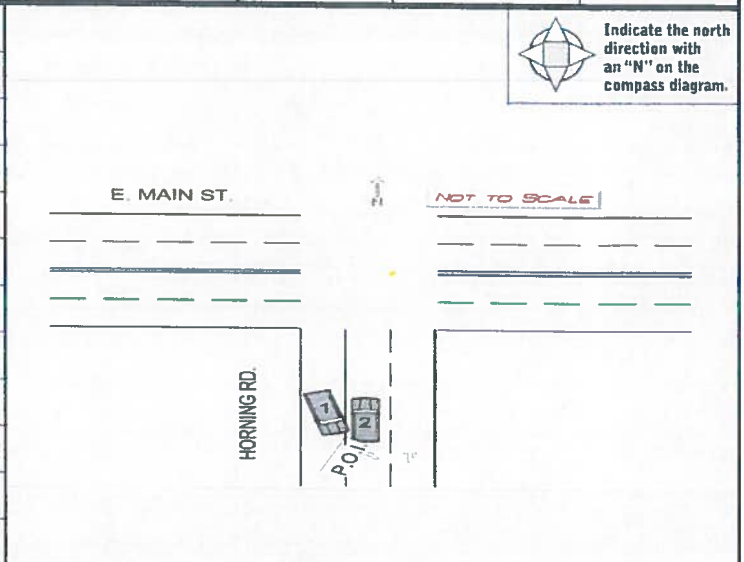 Indicate the north
direction with
an "N" on the
compass diagram.
E. MAIN ST.
N
NOT TO SCALE
HORNING RD.
1
2
P.O.I.